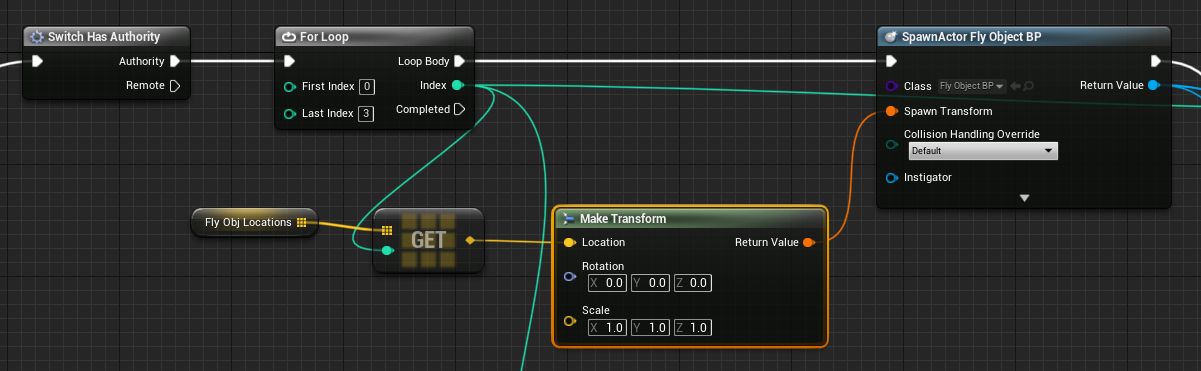 Switch Has Authority
Authority
Remote
For Loop
Loop Body
First Index 0
Index
Last Index 3
Completed
SpawnActor Fly Object BP
Class Fly Object BP
Return Value
Spawn Transform
Collision Handling Override
Default
Instigator
Fly Obj Locations
GET
Make Transform
Location
Return Value
Rotation
X 0.0 Y 0.0 Z 0.0
Scale
X 1.0 Y 1.0 Z 1.0